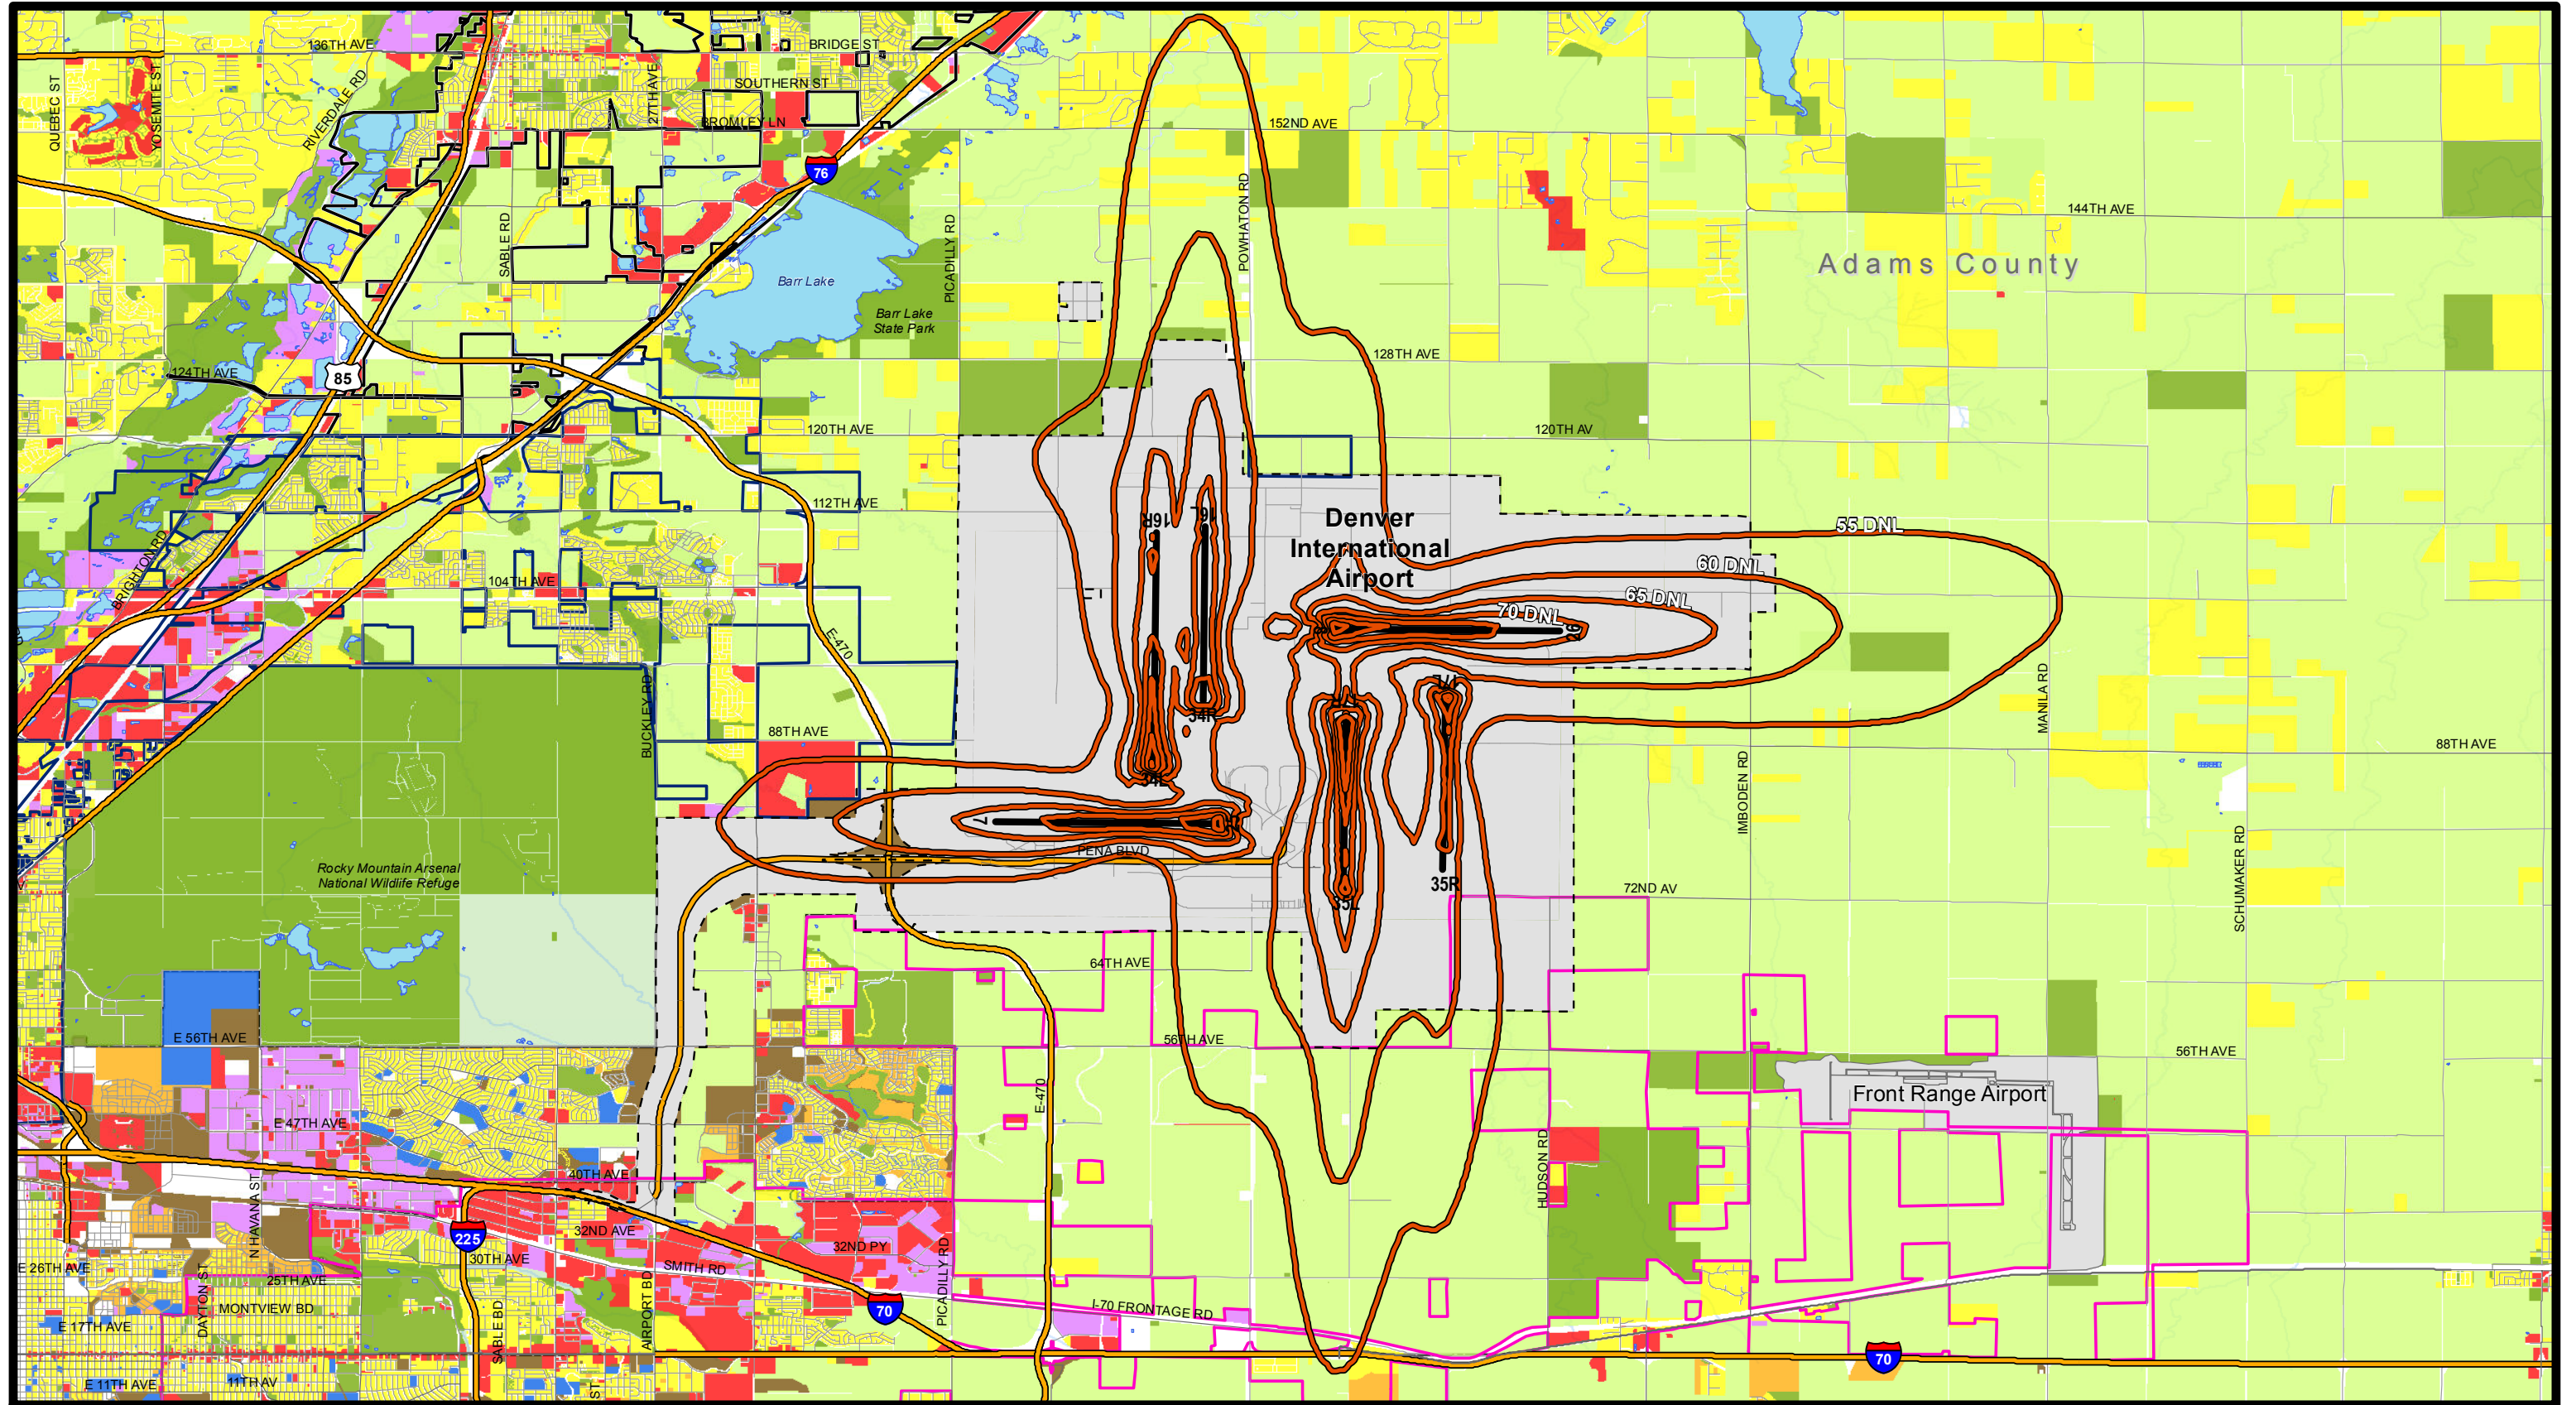 136TH AVE
BRIDGE ST
SOUTHERN ST
QUEBEC ST
YOSEMITE ST
RIVERDALE RD
27TH AVE
BROMLEY LN
152ND AVE
76
POWHATON RD
144TH AVE
SABLE RD
PICADILLY RD
Adams County
Barr Lake
Barr Lake
State Park
128TH AVE
124TH AVE
85
120TH AVE
120TH AV
112TH AVE
16R
16L
Denver
International
Airport
55 DNL
60 DNL
65 DNL
70 DNL
BRIGHTON RD
104TH AVE
E-470
26
8
BUCKLEY RD
17R
17L
34R
MANILA RD
88TH AVE
88TH AVE
34L
IMBODEN RD
7
PENA BLVD
SCHUMAKER RD
Rocky Mountain Arsenal
National Wildlife Refuge
35R
35L
72ND AV
64TH AVE
E 56TH AVE
56TH AVE
56TH AVE
E-470
Front Range Airport
E 47TH AVE
HUDSON RD
40TH AVE
N HAVANA ST
225
32ND AVE
32ND PY
30TH AVE
E 26TH AVE
25TH AVE
SMITH RD
PICADILLY RD
DAYTON ST
MONTVIEW BD
SABLE BD
AIRPORT BD
70
I-70 FRONTAGE RD
E 17TH AVE
70
E 11TH AVE
11TH AV
ST